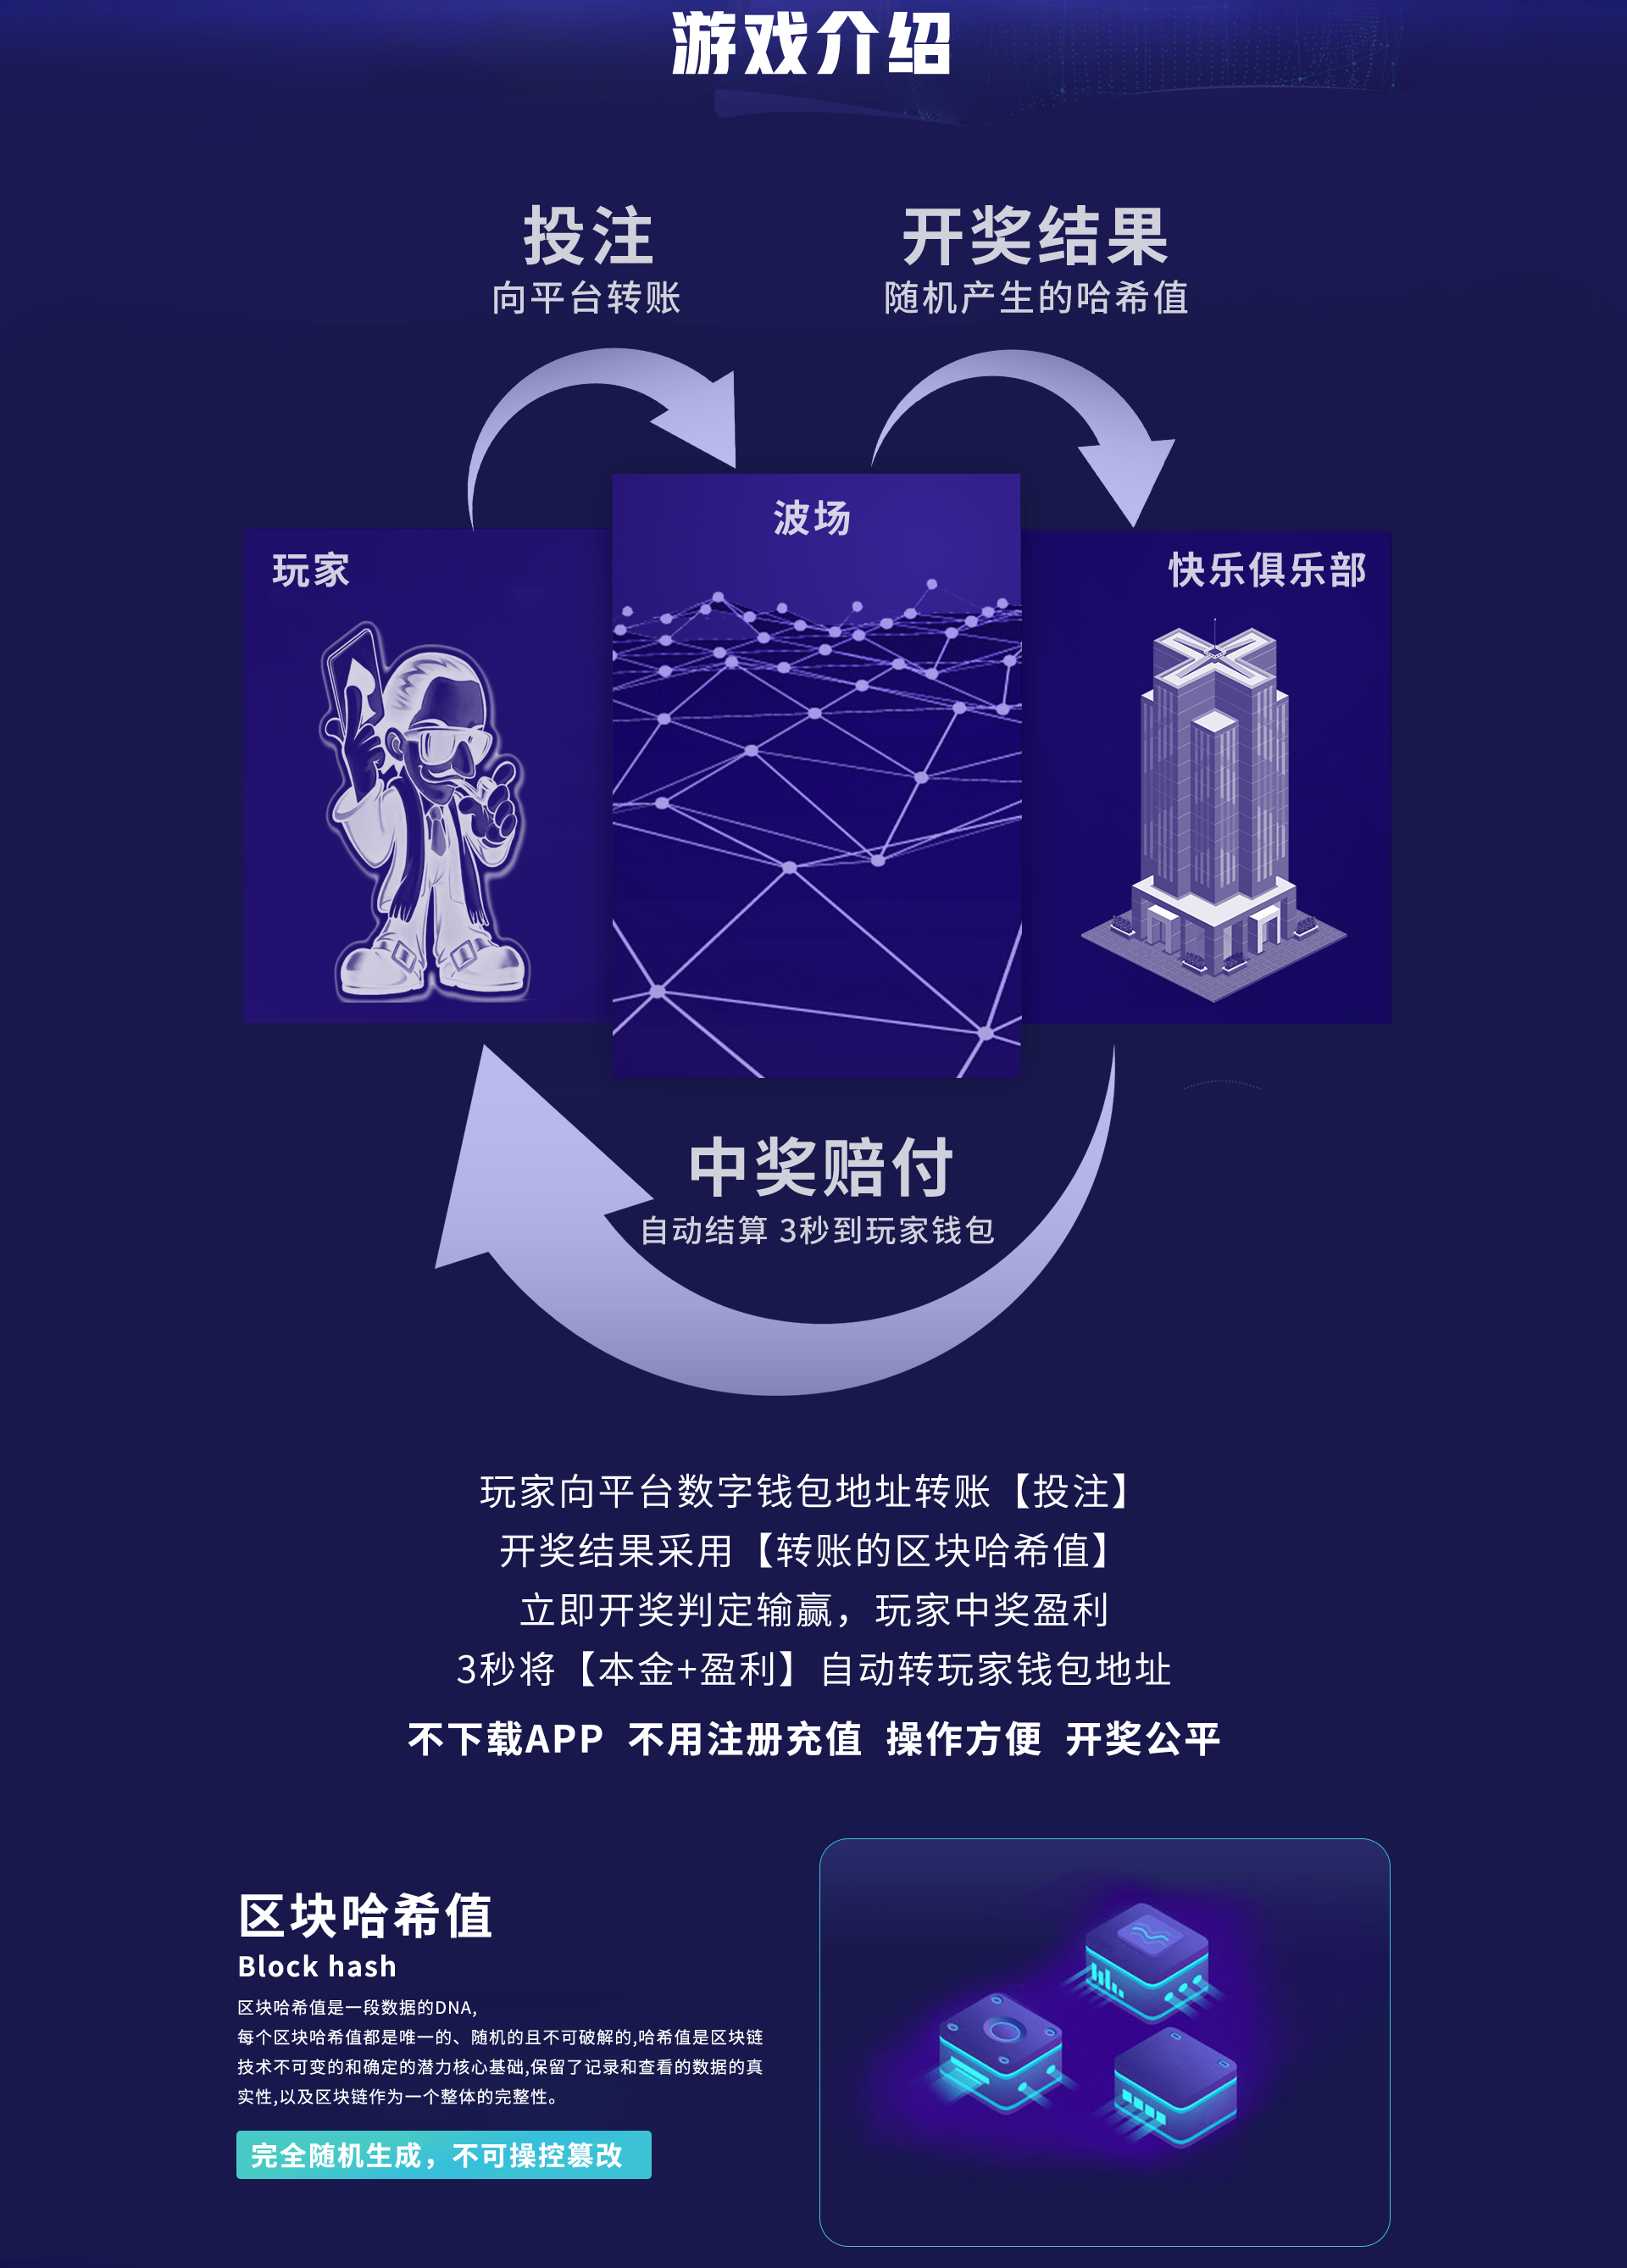 游戏介绍
投注
向平台转账
开奖结果
随机产生的哈希值
玩家
波场
快乐俱乐部
中奖赔付
自动结算 3秒到玩家钱包
玩家向平台数字钱包地址转账【投注】
开奖结果采用【转账的区块哈希值】
立即开奖判定输赢，玩家中奖盈利
3秒将【本金+盈利】自动转玩家钱包地址
不下载APP 不用注册充值 操作方便 开奖公平
区块哈希值
Block hash
区块哈希值是一段数据的DNA,
每个区块哈希值都是唯一的、随机的且不可破解的,哈希值是区块链
技术不可变的和确定的潜力核心基础,保留了记录和查看的数据的真
实性,以及区块链作为一个整体的完整性。
完全随机生成，不可操控篡改